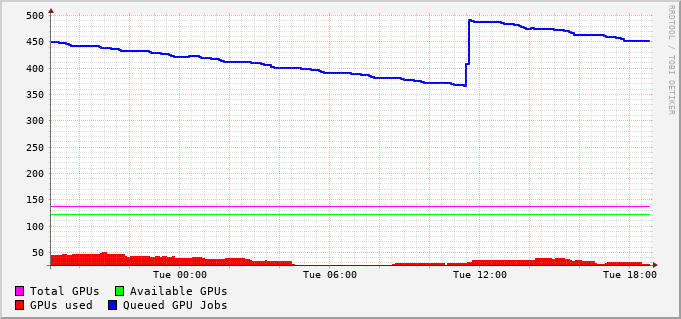 500
450
400
350
300
250
200
150
100
50
Tue 00:00 Tue 06:00 Tue 12:00 Tue 18:00
Total GPUs Available GPUs
GPUs used Queued GPU Jobs
RRDTOOL / TOBI OETIKER